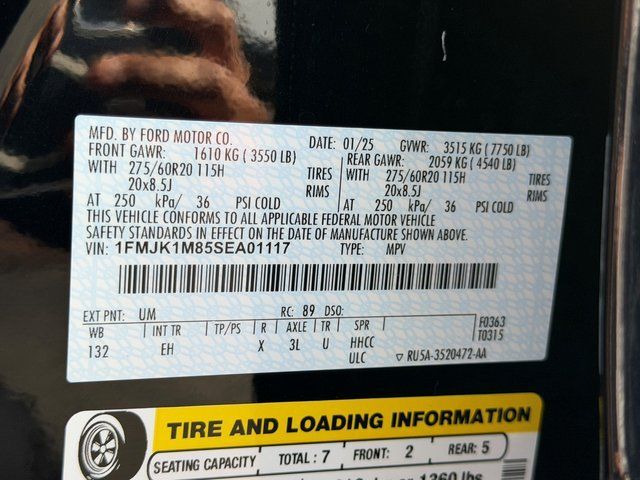 MFD. BY FORD MOTOR CO. DATE: 01/25 GVWR: 3515 KG ( 7750 LB)
FRONT GAWR: 1610 KG ( 3550 LB) REAR GAWR: 2059 KG ( 4540 LB)
WITH 275/60R20 115H TIRES WITH 275/60R20 115H TIRES
20x8.5J RIMS 20x8.5J RIMS
AT 250 kPa/ 36 PSI COLD AT 250 kPa/ 36 PSI COLD
THIS VEHICLE CONFORMS TO ALL APPLICABLE FEDERAL MOTOR VEHICLE
SAFETY STANDARDS IN EFFECT ON THE DATE OF MANUFACTURE SHOWN ABOVE.
VIN: 1FMJK1M85SEA01117 TYPE: MPV
EXT PNT: UM RC: 89 DSO: F0363
WB INT TR TP/PS R AXLE TR SPR T0315
132 EH X 3L U HHCC
ULC ▽ RU5A-3520472-AA
TIRE AND LOADING INFORMATION
SEATING CAPACITY TOTAL: 7 FRONT: 2 REAR: 5
1360 lbs